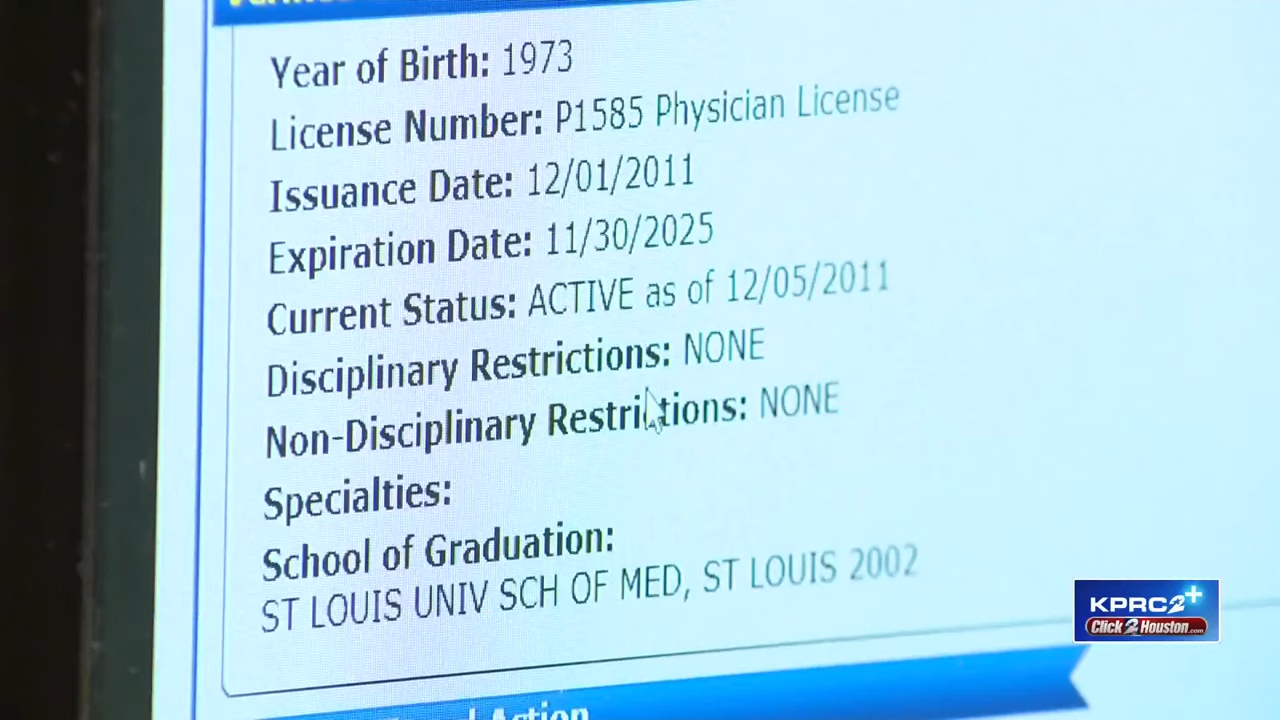 Year of Birth: 1973
License Number: P1585 Physician License
Issuance Date: 12/01/2011
Expiration Date: 11/30/2025
Current Status: ACTIVE as of 12/05/2011
Disciplinary Restrictions: NONE
Non-Disciplinary Restrictions: NONE
Specialties:
School of Graduation:
ST LOUIS UNIV SCH OF MED, ST LOUIS 2002
KPRC2+
Click2Houston.com
Action